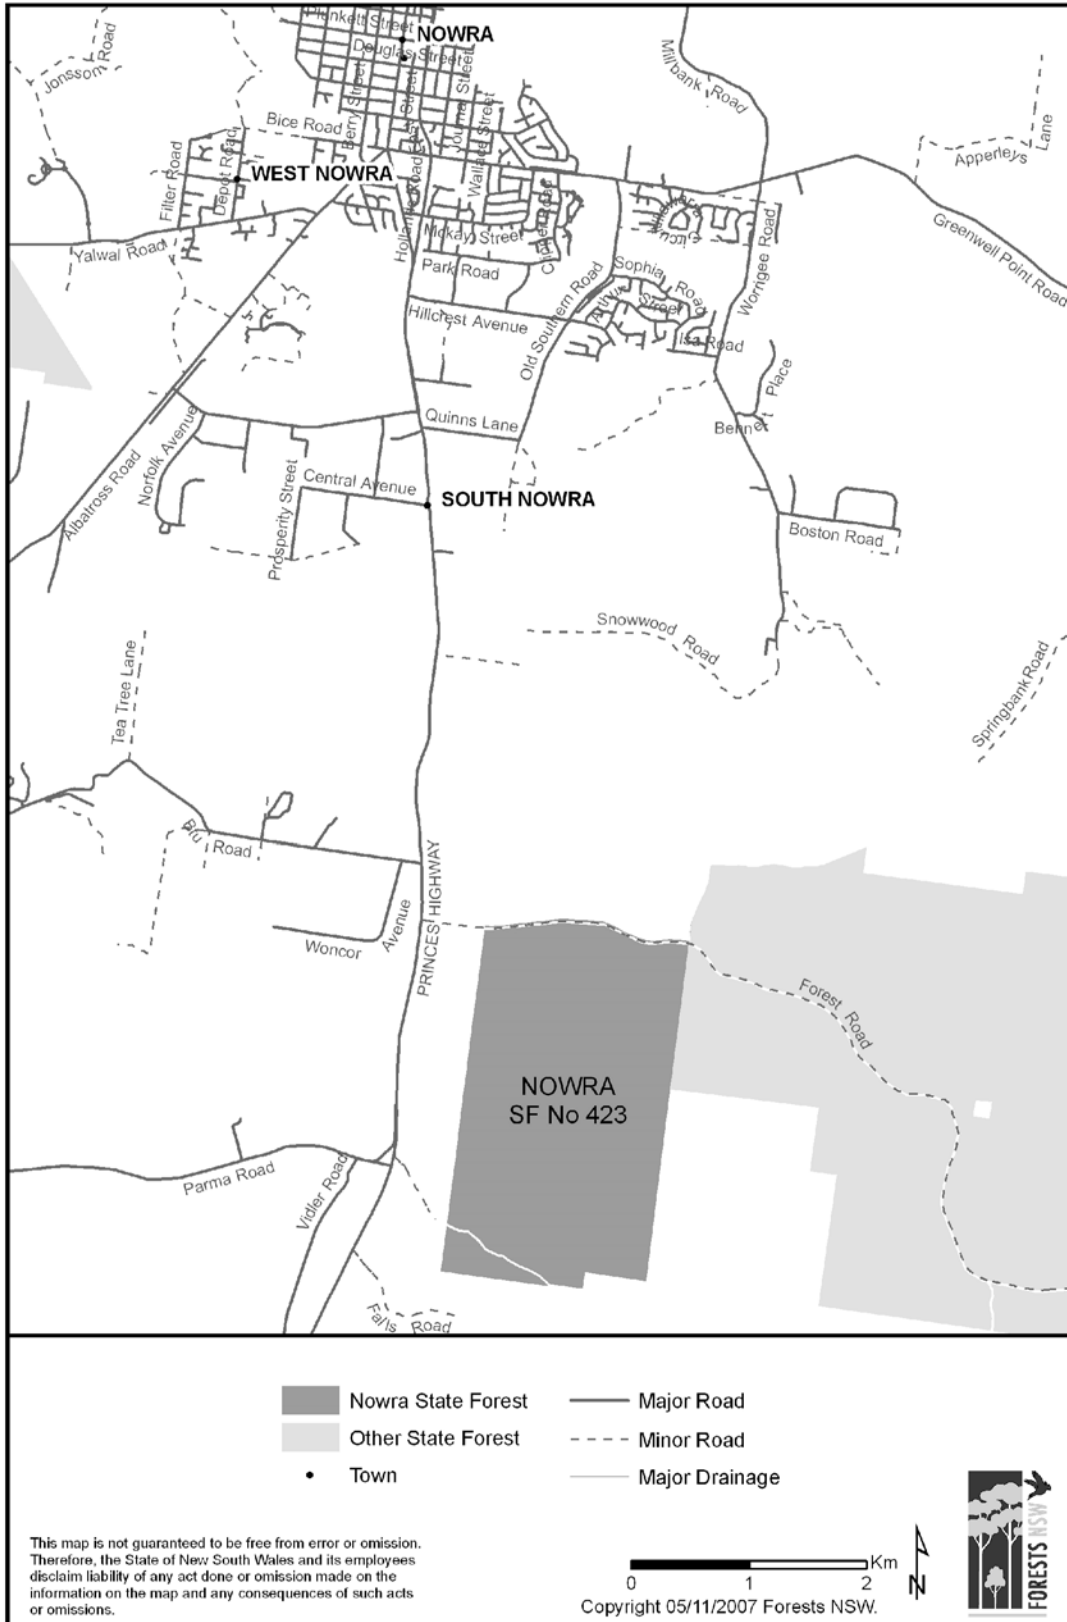 Plunkett Street
NOWRA
Douglas Street
Jonsson Road
Millbank Road
Berry Street
East Street
Journal Street
Wallace Street
Bice Road
Apperleys Lane
WEST NOWRA
Filter Road
Depot Road
Road
Greenwell Point Road
Yalwal Road
McKay Street
Park Road
Sophia Road
Worrigee Road
Hillcrest Avenue
Old Southern Road
Arthur Street
Isa Road
Quinns Lane
Bennett Place
Norfolk Avenue
Albatross Road
Central Avenue
Prosperity Street
SOUTH NOWRA
Boston Road
Snowwood Road
Springbank Road
Tea Tree Lane
Road
PRINCES HIGHWAY
Woncor Avenue
Forest Road
NOWRA
SF No 423
Parma Road
Vidler Road
Falls Road
Nowra State Forest
Major Road
Other State Forest
Minor Road
Town
Major Drainage
This map is not guaranteed to be free from error or omission.
Therefore, the State of New South Wales and its employees
disclaim liability of any act done or omission made on the
information on the map and any consequences of such acts
or omissions.
Km
0 1 2
N
Copyright 05/11/2007 Forests NSW.
FORESTS NSW